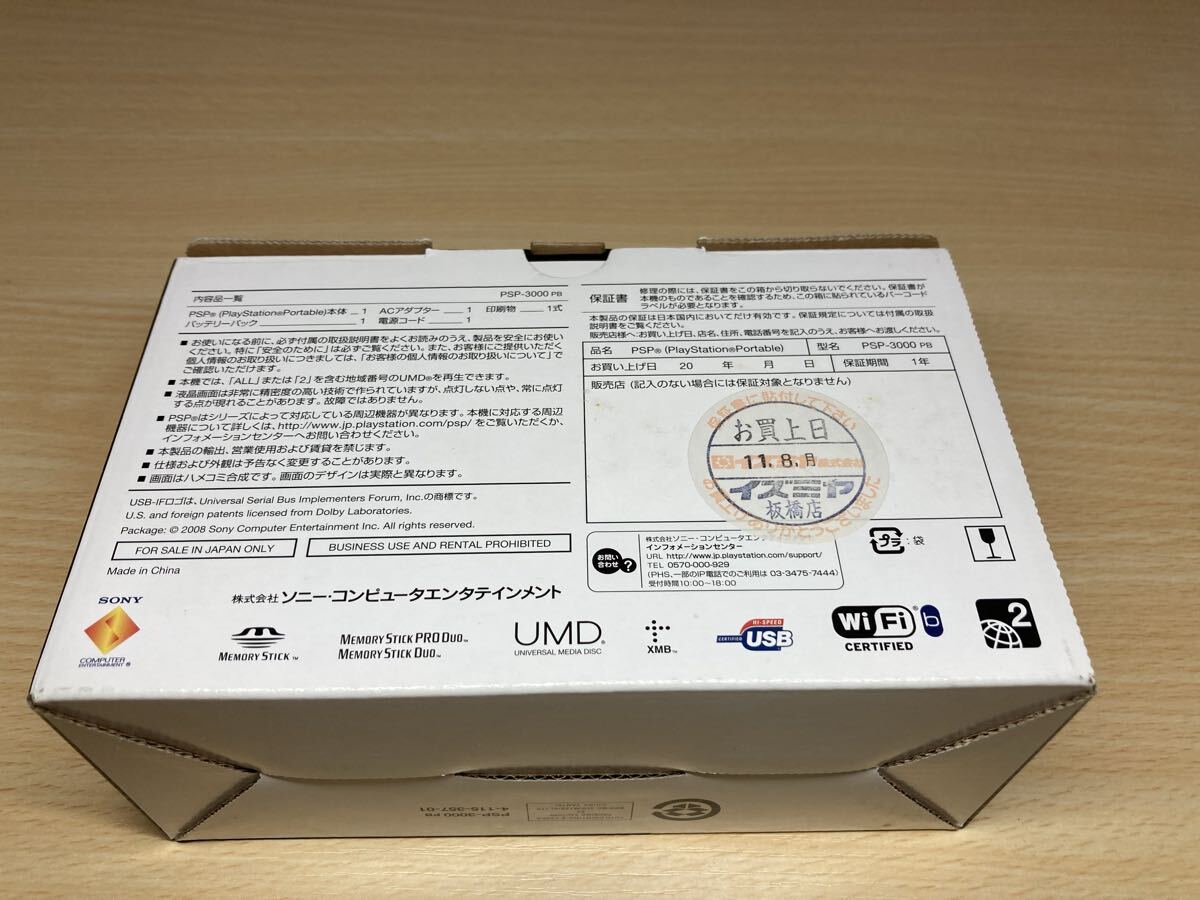 内容品一覧 PSP-3000 PB
PSP® (PlayStation®Portable)本体 1 ACアダプター 1 印刷物 1式
バッテリーパック 1 電源コード 1
■ お使いになる前に、必ず付属の取扱説明書をよくお読みのうえ、製品を安全にお使い
ください。特に「安全のために」は必ずご覧ください。また、お客様にご提供いただく
個人情報のお取り扱いにつきましては、「お客様の個人情報のお取り扱いについて」で
ご確認いただけます。
■ 本機では、「ALL」または「2」を含む地域番号のUMD®を再生できます。
■ 液晶画面は非常に精密度の高い技術で作られていますが、点灯しない点や、常に点灯
する点が現れることがあります。故障ではありません。
■ PSP®はシリーズによって対応している周辺機器が異なります。本機に対応する周辺
機器について詳しくは、http://www.jp.playstation.com/psp/ をご覧いただくか、
インフォメーションセンターへお問い合わせください。
■ 本製品の輸出、営業使用および賃貸を禁じます。
■ 仕様および外観は予告なく変更することがあります。
■ 画面はハメコミ合成です。画面のデザインは実際と異なります。
USB-IFロゴは、Universal Serial Bus Implementers Forum, Inc.の商標です。
U.S. and foreign patents licensed from Dolby Laboratories.
Package: © 2008 Sony Computer Entertainment Inc. All rights reserved.
FOR SALE IN JAPAN ONLY
BUSINESS USE AND RENTAL PROHIBITED
Made in China
株式会社 ソニー・コンピュータエンタテインメント
保証書
修理の際には、保証書をこの箱から切り取らないでください。保証書が
本機のものであることを確認するため、この箱に貼られているバーコード
ラベルが必要となります。
本製品の保証は日本国内においてだけ有効です。保証規定については付属の取扱
説明書をご覧ください。
販売店様へ：お買い上げ日、店名、住所、電話番号を記入のうえ、お客様へお渡しください。
品名 PSP® (PlayStation®Portable) 型名 PSP-3000 PB
お買い上げ日 20 年 月 日 保証期間 1年
販売店 (記入のない場合には保証対象となりません)
保証書に貼付して下さい
お買上日
11.8.月
イズミヤ
板橋店
お買上げありがとうございました
お問い合わせ ?
株式会社ソニー・コンピュータエンテ
インフォメーションセンター
URL http://www.jp.playstation.com/support/
TEL 0570-000-929
(PHS、一部のIP電話でのご利用は 03-3475-7444)
受付時間10:00～18:00
プラ :袋
SONY
COMPUTER
ENTERTAINMENT ®
MEMORY STICK ™
MEMORY STICK PRO DUO™
MEMORY STICK DUO™
UMD®
UNIVERSAL MEDIA DISC
XMB™
HI-SPEED
CERTIFIED USB
Wi Fi ® b
CERTIFIED
2
PSP-3000 PB
4-115-357-01